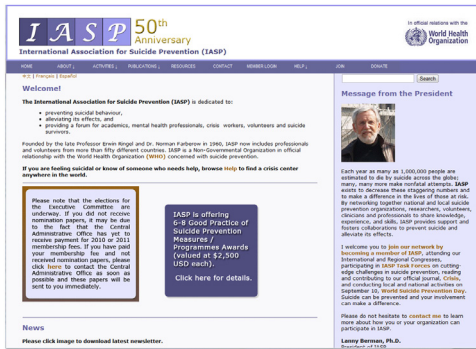 IASP 50th Anniversary
International Association for Suicide Prevention (IASP)
In official relations with the
World Health Organization
HOME ABOUT ACTIVITIES PUBLICATIONS RESOURCES CONTACT MEMBER LOGIN HELP JOIN DONATE
中文 | Français | Español
Search
Welcome!
The International Association for Suicide Prevention (IASP) is dedicated to:
• preventing suicidal behaviour,
• alleviating its effects, and
• providing a forum for academics, mental health professionals, crisis workers, volunteers and suicide
survivors.
Founded by the late Professor Erwin Ringel and Dr. Norman Farberow in 1960, IASP now includes professionals
and volunteers from more than fifty different countries. IASP is a Non-Governmental Organization in official
relationship with the World Health Organization (WHO) concerned with suicide prevention.
If you are feeling suicidal or know of someone who needs help, browse Help to find a crisis center
anywhere in the world.
Please note that the elections for
the Executive Committee are
underway. If you did not receive
nomination papers, it may be due
to the fact that the Central
Administrative Office has yet to
receive payment for 2010 or 2011
membership fees. If you have paid
your membership fee and not
received nomination papers, please
click here to contact the Central
Administrative Office as soon as
possible and these papers will be
sent to you immediately.
IASP is offering
6-8 Good Practice of
Suicide Prevention
Measures /
Programmes Awards
(valued at $2,500
USD each).
Click here for details.
News
Please click image to download latest newsletter.
Message from the President
Each year as many as 1,000,000 people are
estimated to die by suicide across the globe;
many, many more make nonfatal attempts. IASP
exists to decrease these staggering numbers and
to make a difference in the lives of those at risk.
By networking together national and local suicide
prevention organizations, researchers, volunteers,
clinicians and professionals to share knowledge,
experience, and skills, IASP provides support and
fosters collaborations to prevent suicide and
alleviate its effects.
I welcome you to join our network by
becoming a member of IASP, attending our
International and Regional Congresses,
participating in IASP Task Forces on cutting-
edge challenges in suicide prevention, reading
and contributing to our official journal, Crisis,
and conducting local and national activities on
September 10, World Suicide Prevention Day.
Suicide can be prevented and your involvement
can make a difference.
Please do not hesitate to contact me to learn
more about how you or your organization can
participate in IASP.
Lanny Berman, Ph.D.
President of IASP